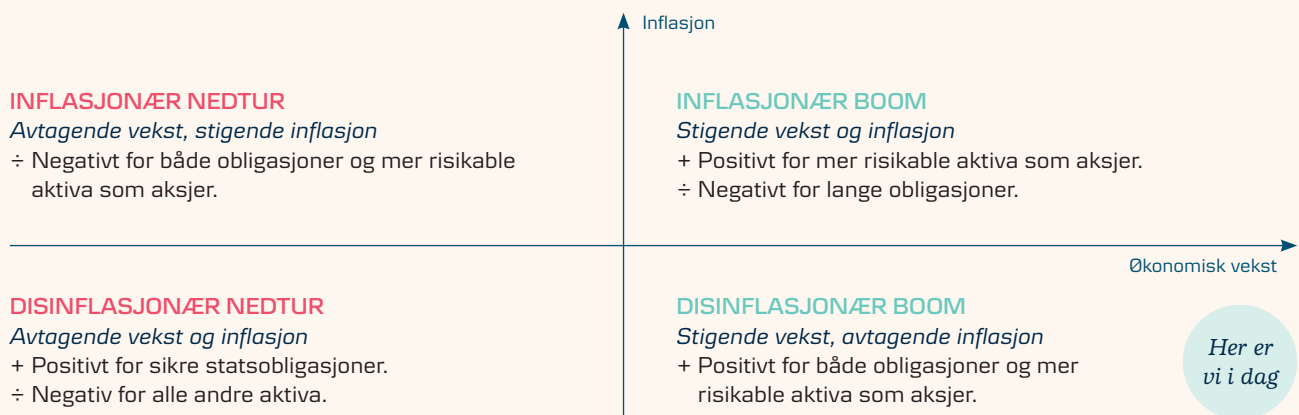 Inflasjon
INFLASJONÆR NEDTUR
Avtagende vekst, stigende inflasjon
÷ Negativt for både obligasjoner og mer risikable
aktiva som aksjer.
INFLASJONÆR BOOM
Stigende vekst og inflasjon
+ Positivt for mer risikable aktiva som aksjer.
÷ Negativt for lange obligasjoner.
Økonomisk vekst
DISINFLASJONÆR NEDTUR
Avtagende vekst og inflasjon
+ Positivt for sikre statsobligasjoner.
÷ Negativ for alle andre aktiva.
DISINFLASJONÆR BOOM
Stigende vekst, avtagende inflasjon
+ Positivt for både obligasjoner og mer
risikable aktiva som aksjer.
Her er
vi i dag